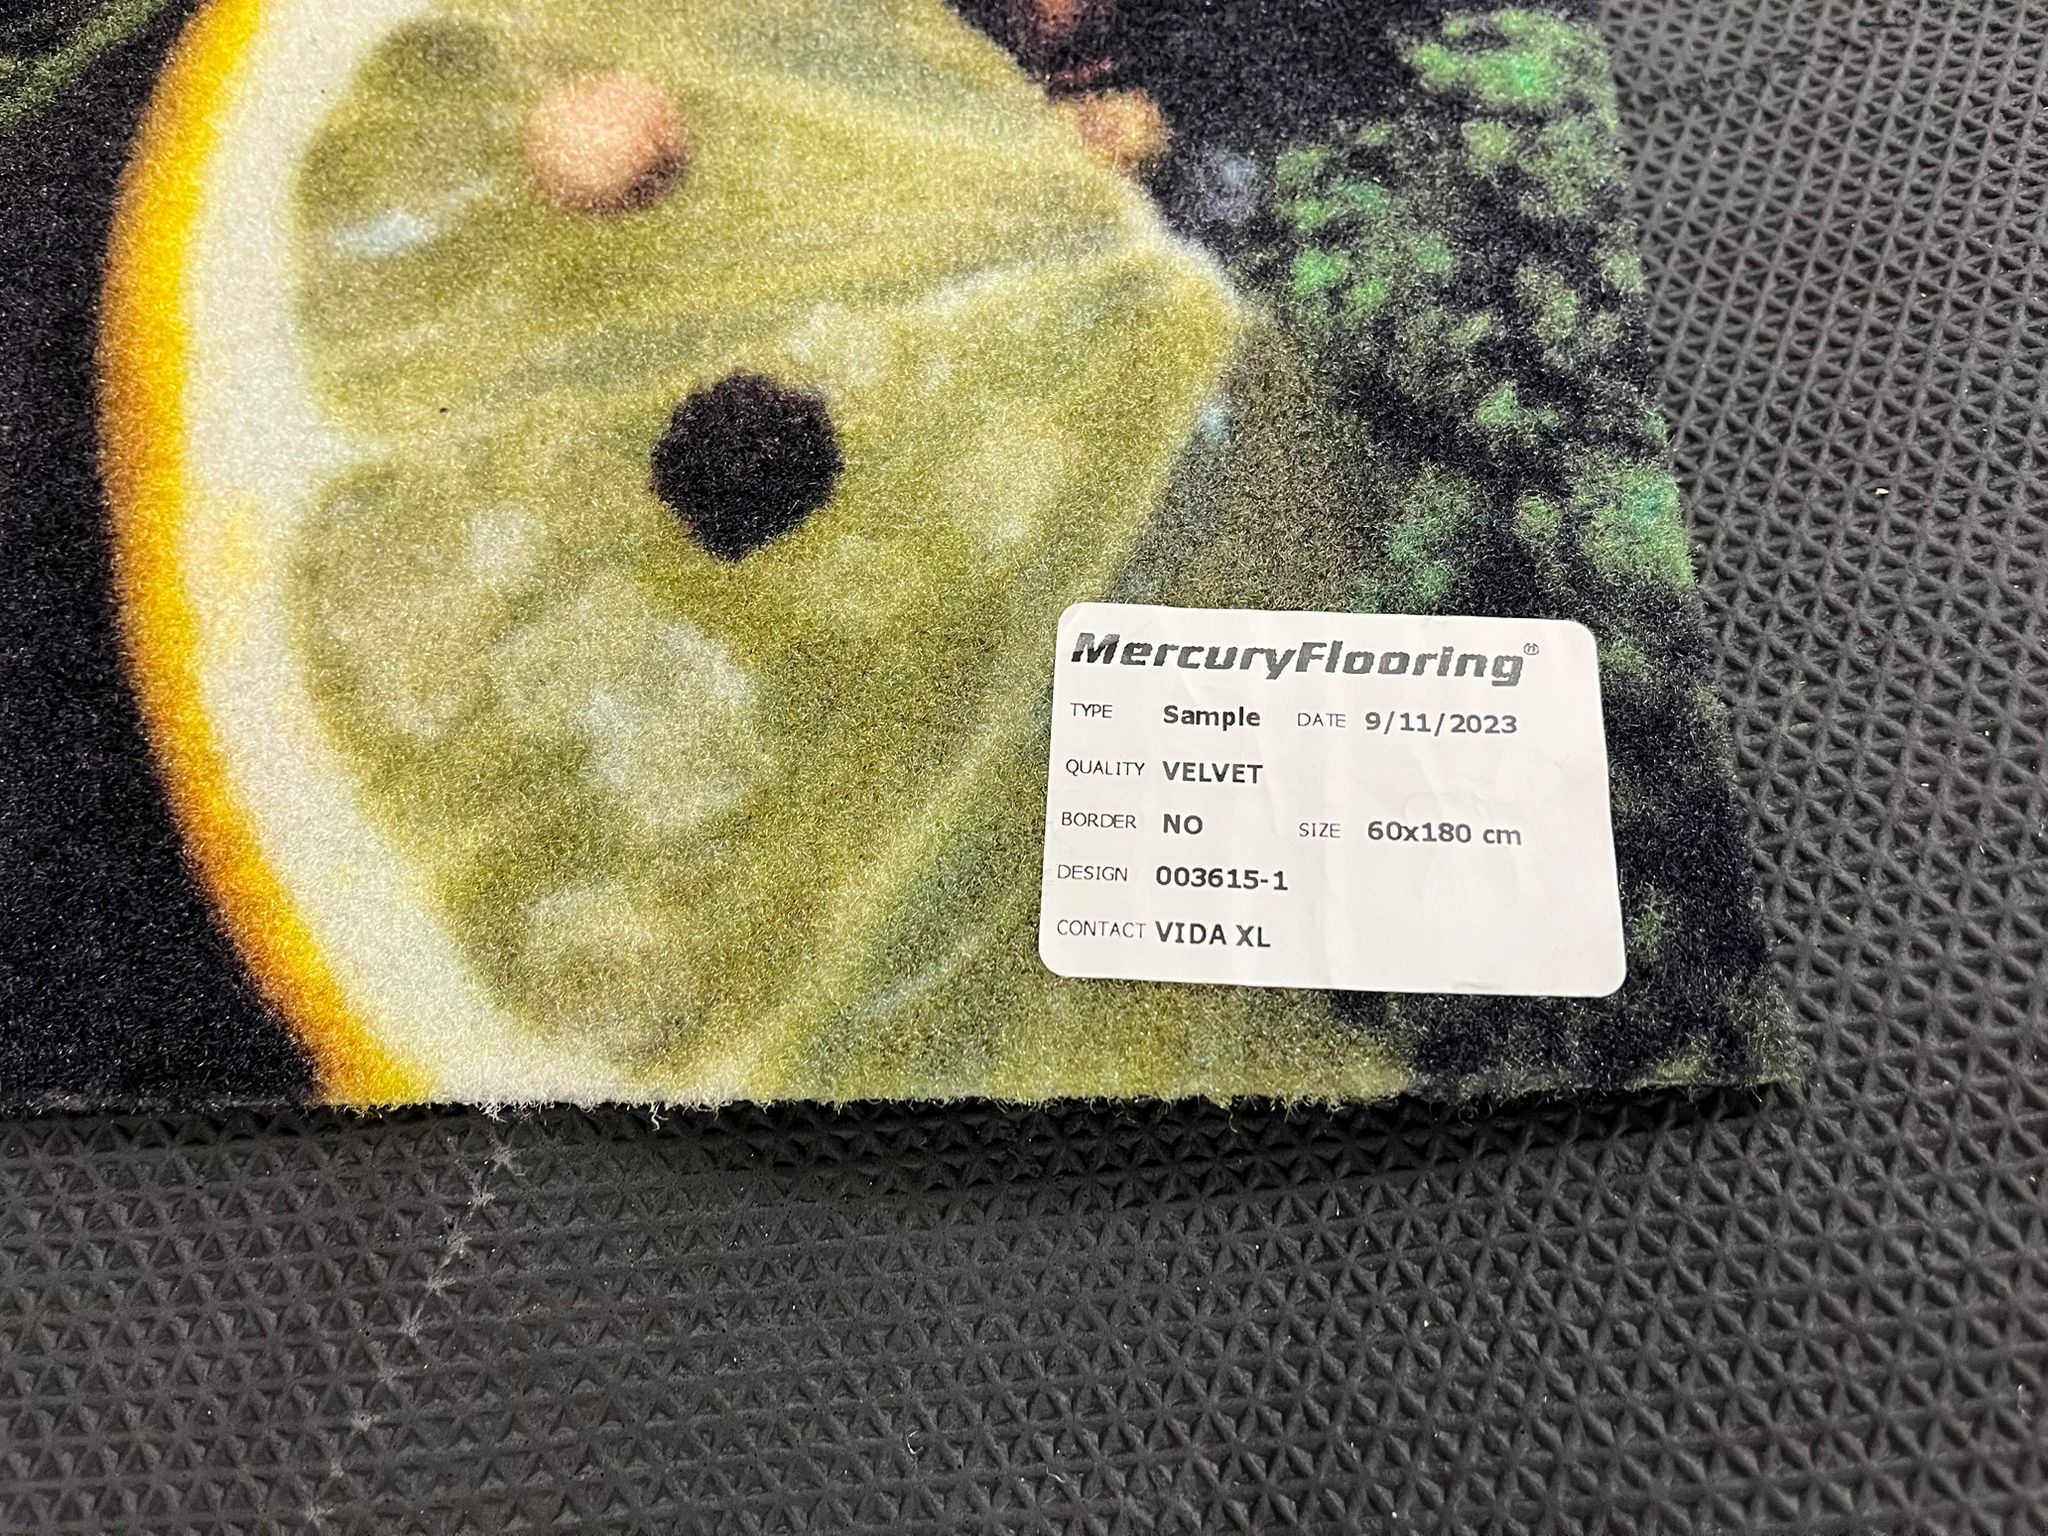 MercuryFlooring
TYPE Sample DATE 9/11/2023
QUALITY VELVET
BORDER NO SIZE 60x180 cm
DESIGN 003615-1
CONTACT VIDA XL